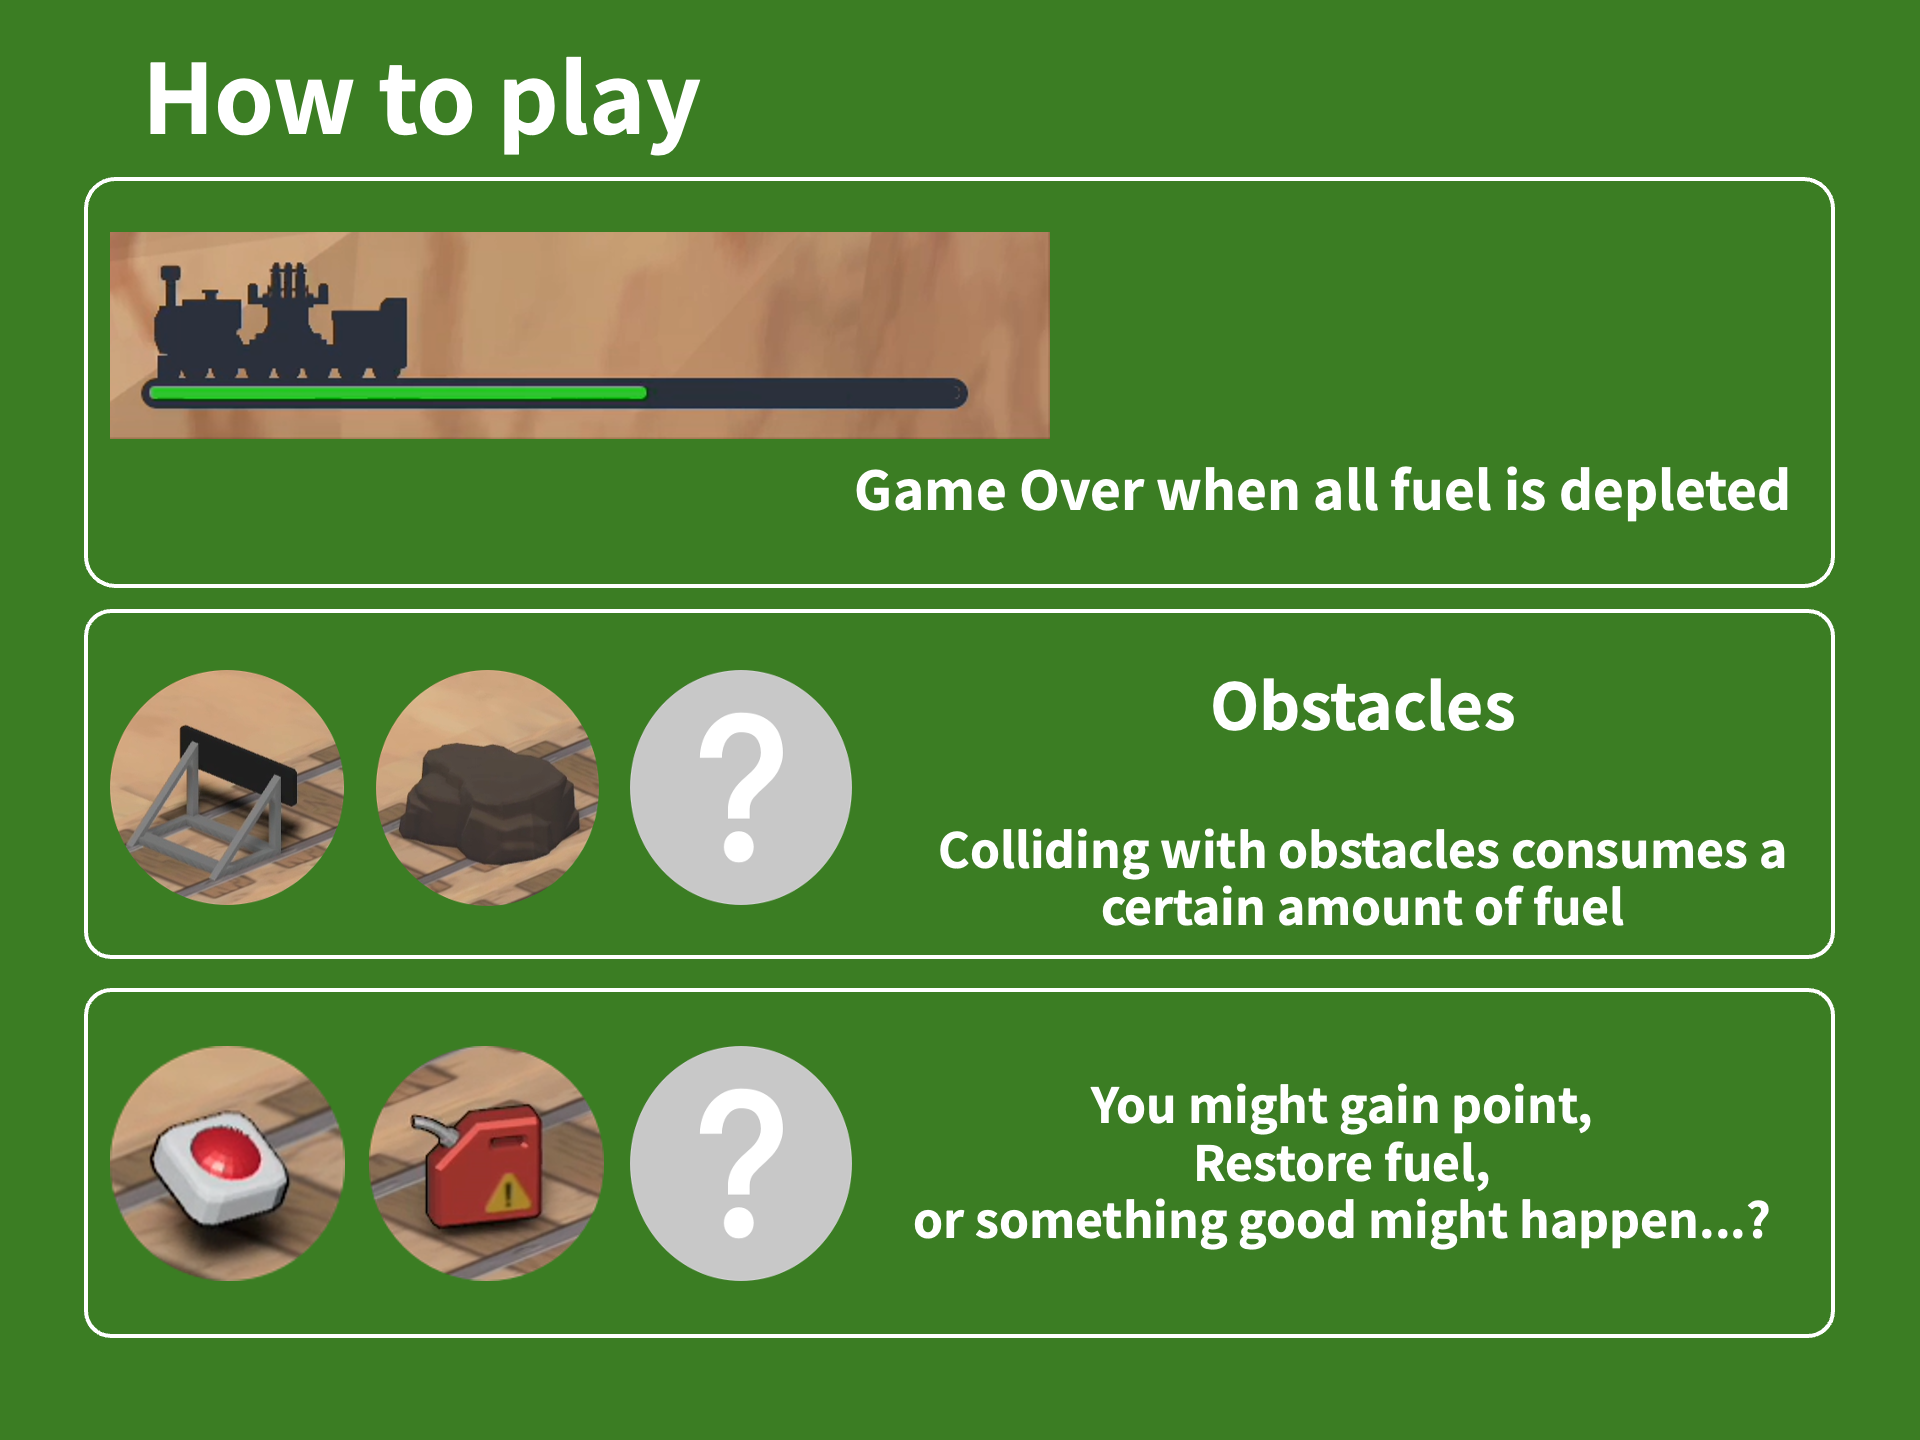 How to play
Game Over when all fuel is depleted
Obstacles
Colliding with obstacles consumes a
certain amount of fuel
You might gain point,
Restore fuel,
or something good might happen...?
?
?
!